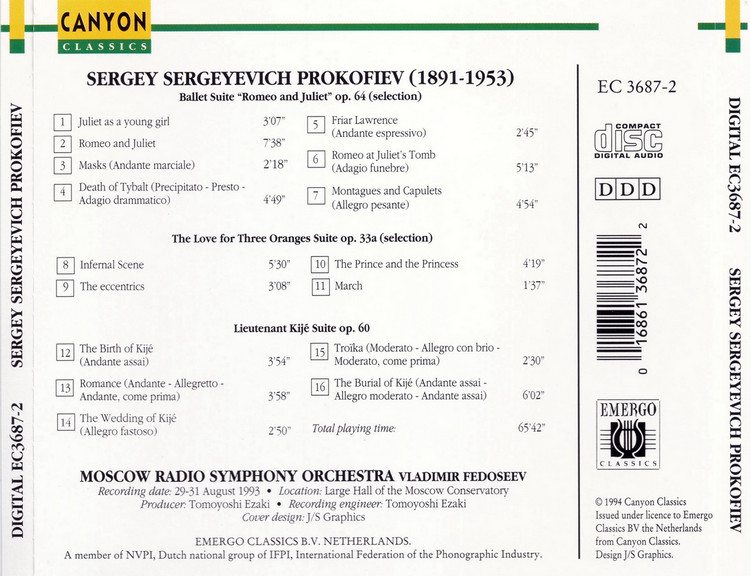 CANYON
CLASSICS
SERGEY SERGEYEVICH PROKOFIEV (1891-1953)
Ballet Suite "Romeo and Juliet" op. 64 (selection)
1 Juliet as a young girl 3'07"
2 Romeo and Juliet 7'38"
3 Masks (Andante marciale) 2'18"
4 Death of Tybalt (Precipitato - Presto -
Adagio drammatico) 4'49"
5 Friar Lawrence
(Andante espressivo) 2'45"
6 Romeo at Juliet's Tomb
(Adagio funebre) 5'13"
7 Montagues and Capulets
(Allegro pesante) 4'54"
The Love for Three Oranges Suite op. 33a (selection)
8 Infernal Scene 5'30"
9 The eccentrics 3'08"
10 The Prince and the Princess 4'19"
11 March 1'37"
Lieutenant Kijé Suite op. 60
12 The Birth of Kijé
(Andante assai) 3'54"
13 Romance (Andante - Allegretto -
Andante, come prima) 3'58"
14 The Wedding of Kijé
(Allegro fastoso) 2'50"
15 Troïka (Moderato - Allegro con brio -
Moderato, come prima) 2'30"
16 The Burial of Kijé (Andante assai -
Allegro moderato - Andante assai) 6'02"
Total playing time: 65'42"
MOSCOW RADIO SYMPHONY ORCHESTRA VLADIMIR FEDOSEEV
Recording date: 29-31 August 1993 • Location: Large Hall of the Moscow Conservatory
Producer: Tomoyoshi Ezaki • Recording engineer: Tomoyoshi Ezaki
Cover design: J/S Graphics
EMERGO CLASSICS B.V. NETHERLANDS.
A member of NVPI, Dutch national group of IFPI, International Federation of the Phonographic Industry.
EC 3687-2
COMPACT
disc
DIGITAL AUDIO
DDD
0 16861 36872 2
EMERGO
CLASSICS
© 1994 Canyon Classics
Issued under licence to Emergo
Classics BV the Netherlands
from Canyon Classics.
Design J/S Graphics.
DIGITAL EC3687-2 SERGEY SERGEYEVICH PROKOFIEV
DIGITAL EC3687-2 SERGEY SERGEYEVICH PROKOFIEV